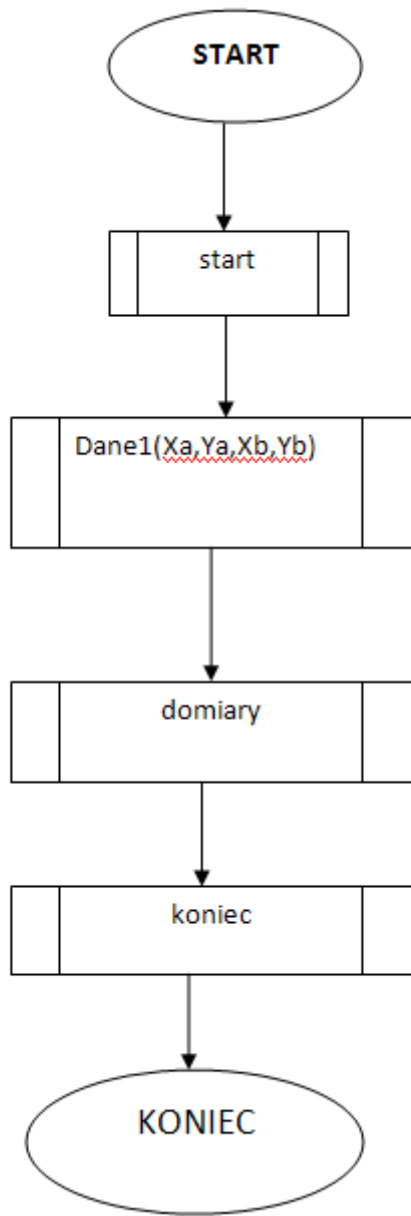 START
start
Dane1(Xa,Ya,Xb,Yb)
domiary
koniec
KONIEC